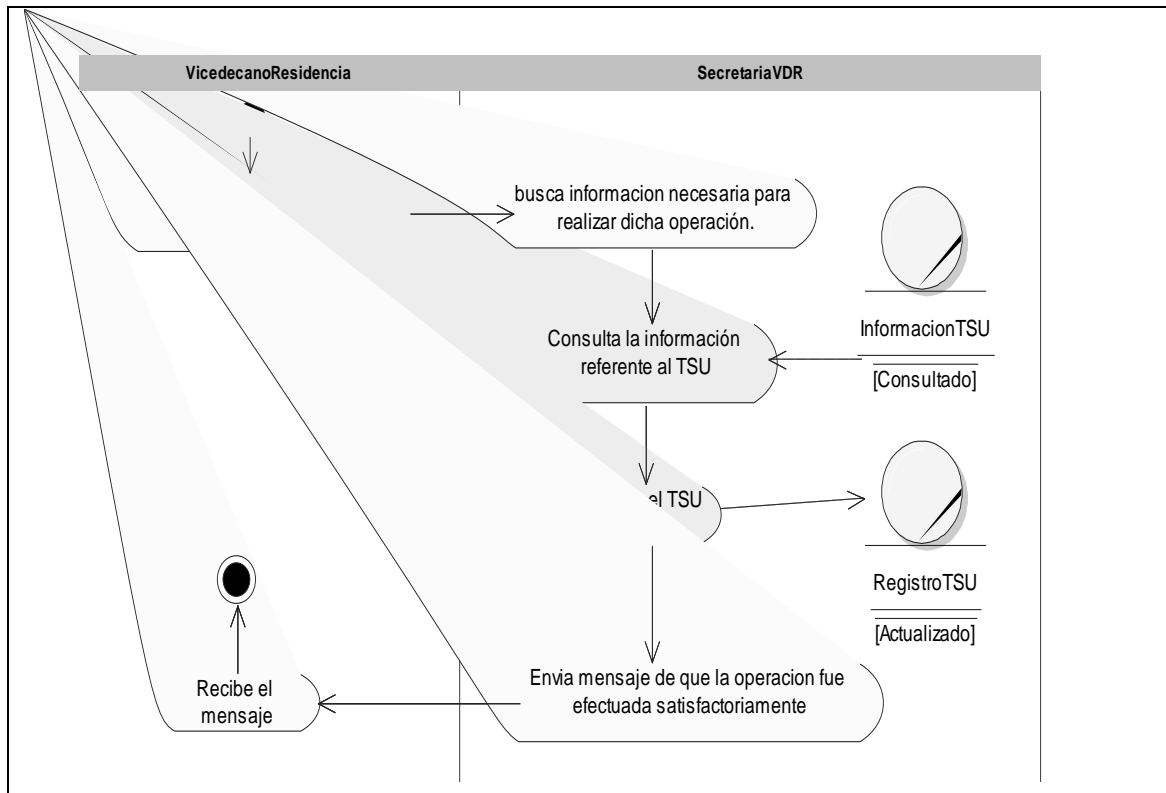 VicedecanoResidencia
SecretariaVDR
busca informacion necesaria para
realizar dicha operación.
InformacionTSU
[Consultado]
Consulta la información
referente al TSU
el TSU
RegistroTSU
[Actualizado]
Envia mensaje de que la operacion fue
efectuada satisfactoriamente
Recibe el
mensaje